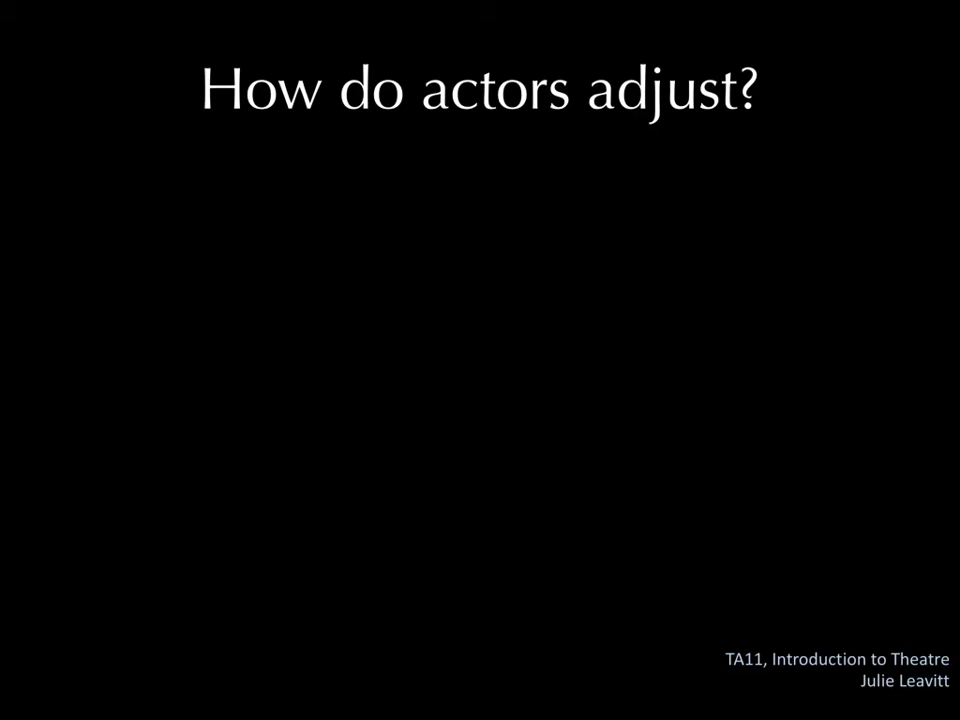 How do actors adjust?
TA11, Introduction to Theatre
Julie Leavitt